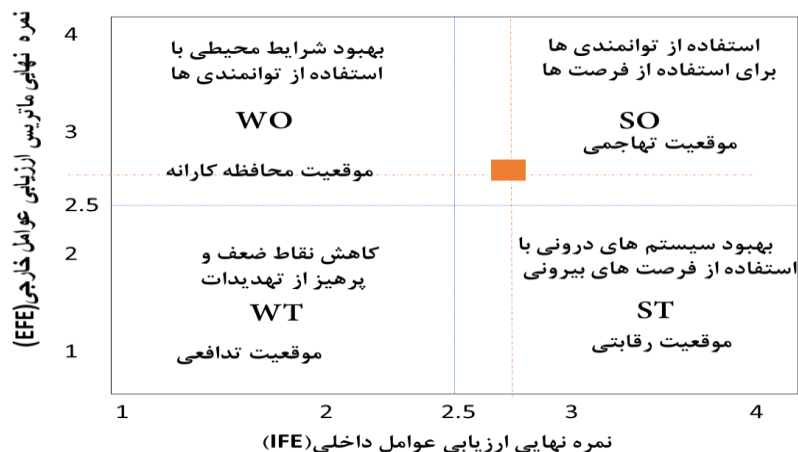 نمره نهایی ماتریس ارزیابی عوامل خارجی(EFE)
4
3
2.5
2
1
استفاده از توانمندی ها
برای استفاده از فرصت ها
SO
موقعیت تهاجمی
بهبود شرایط محیطی با
استفاده از توانمندی ها
WO
موقعیت محافظه کارانه
بهبود سیستم های درونی با
استفاده از فرصت های بیرونی
ST
موقعیت رقابتی
کاهش نقاط ضعف و
پرهیز از تهدیدات
WT
موقعیت تدافعی
1 2 2.5 3 4
نمره نهایی ارزیابی عوامل داخلی(IFE)